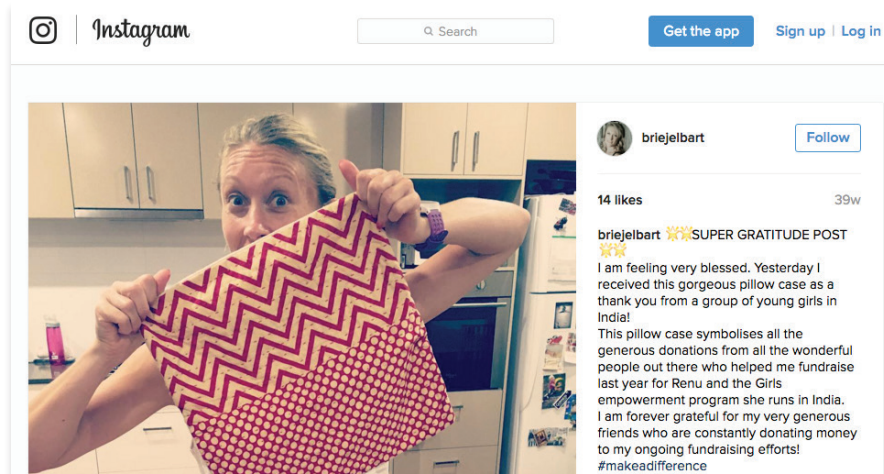 Instagram
Search
Get the app
Sign up | Log in
briejelbart
Follow
14 likes
39w
briejelbart 🌟🌟SUPER GRATITUDE POST
🌟🌟
I am feeling very blessed. Yesterday I
received this gorgeous pillow case as a
thank you from a group of young girls in
India!
This pillow case symbolises all the
generous donations from all the wonderful
people out there who helped me fundraise
last year for Renu and the Girls
empowerment program she runs in India.
I am forever grateful for my very generous
friends who are constantly donating money
to my ongoing fundraising efforts!
#makeadifference